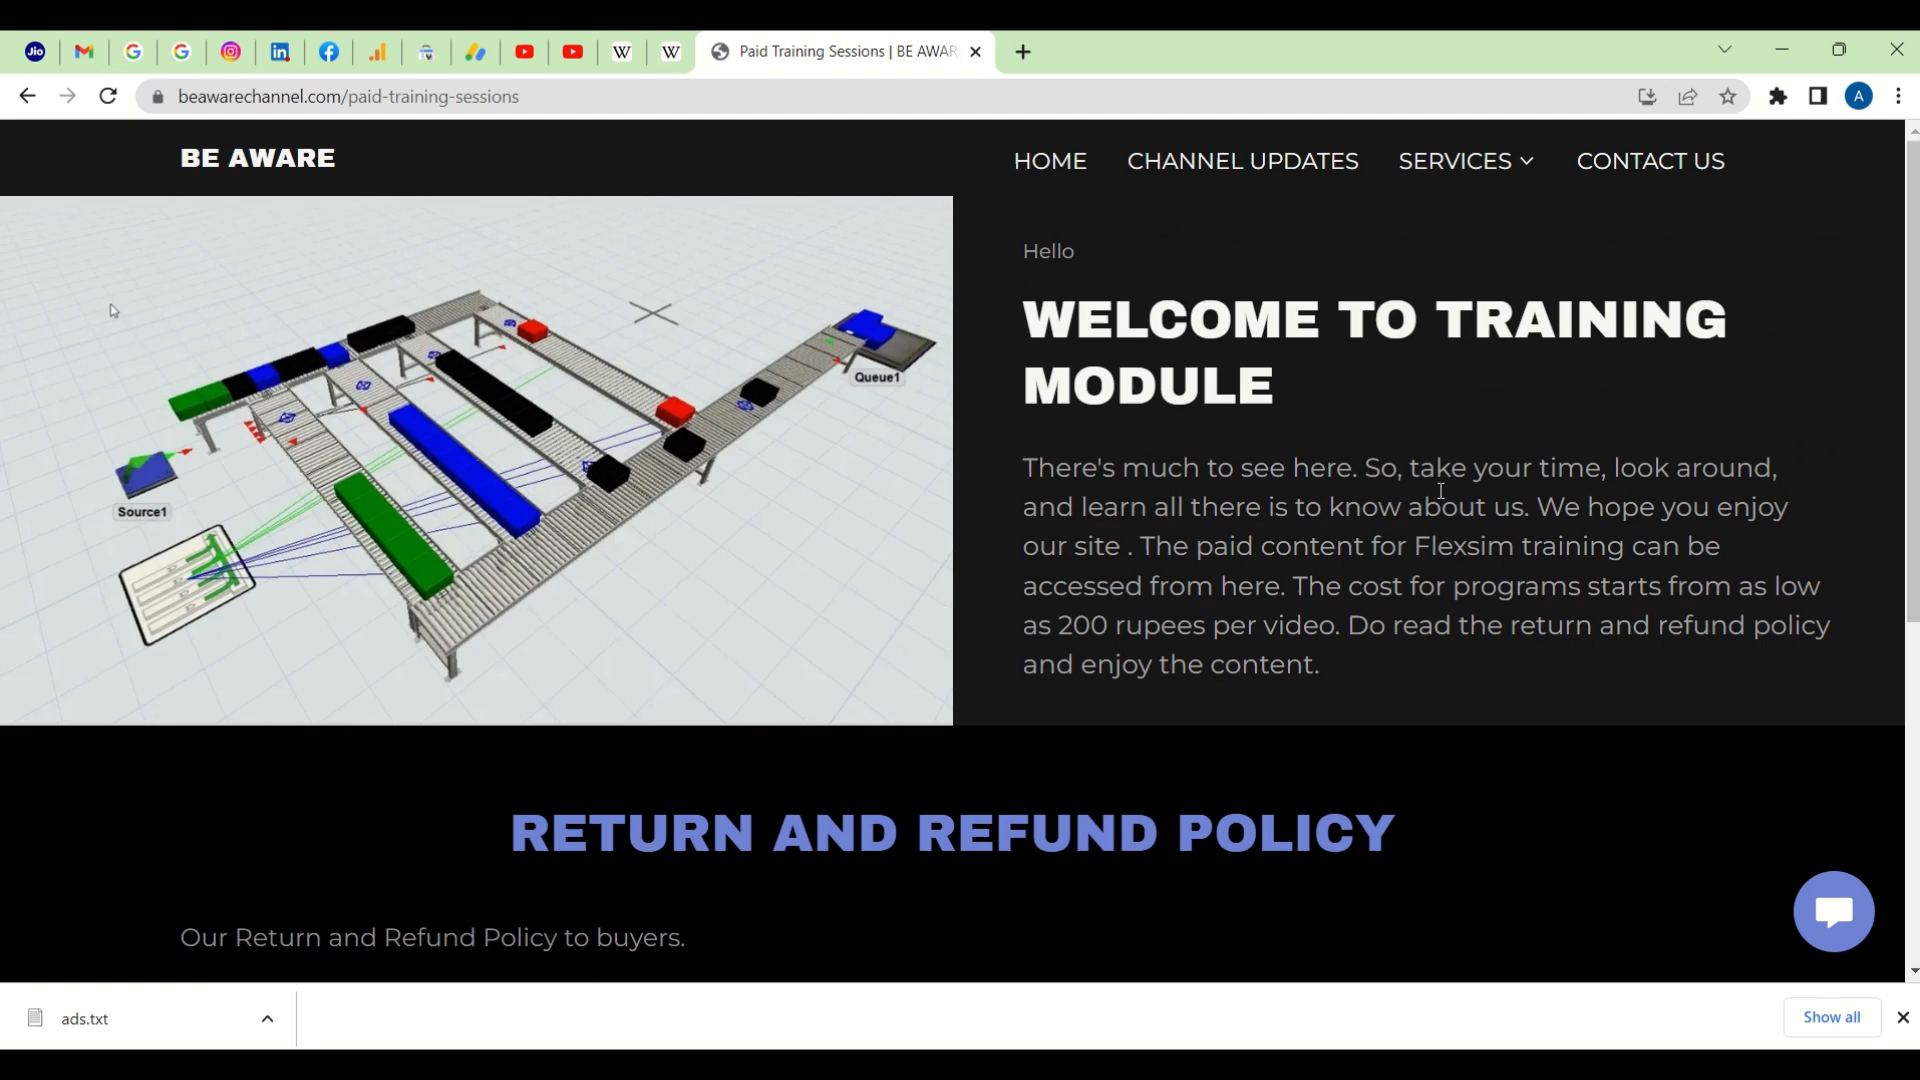 Paid Training Sessions | BE AWAR
beawarechannel.com/paid-training-sessions
A
BE AWARE
HOME
CHANNEL UPDATES
SERVICES
CONTACT US
Queue1
Source1
Hello
WELCOME TO TRAINING
MODULE
There's much to see here. So, take your time, look around,
and learn all there is to know about us. We hope you enjoy
our site . The paid content for Flexsim training can be
accessed from here. The cost for programs starts from as low
as 200 rupees per video. Do read the return and refund policy
and enjoy the content.
RETURN AND REFUND POLICY
Our Return and Refund Policy to buyers.
ads.txt
Show all
Jio